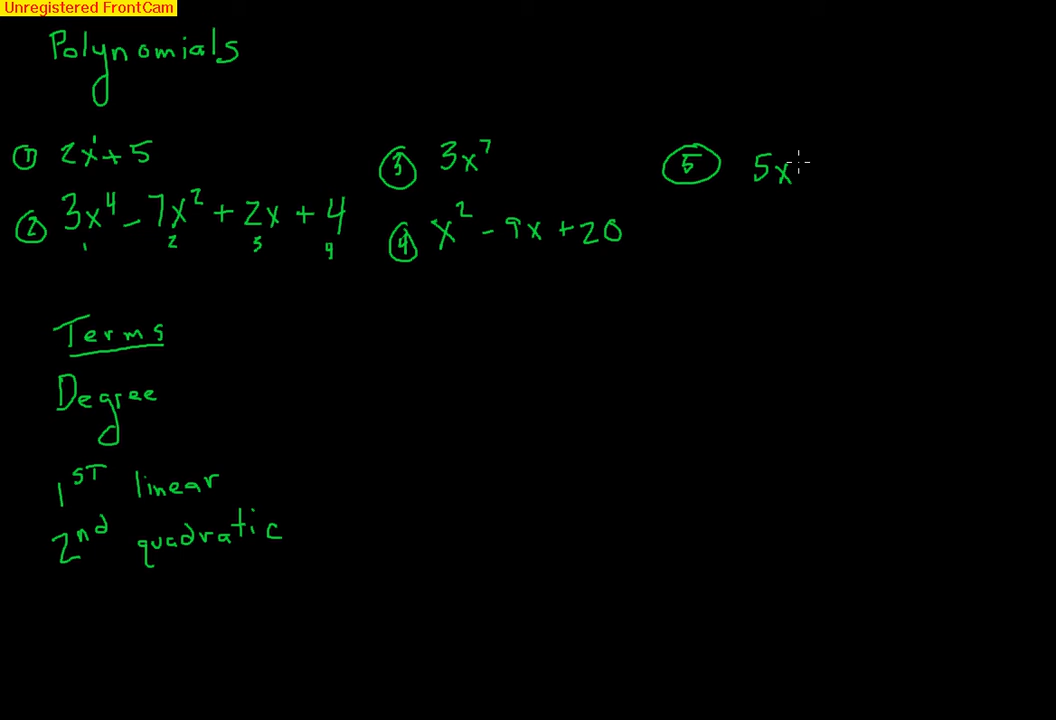 Unregistered FrontCam
Polynomials
① 2x¹ + 5
② 3x⁴ - 7x² + 2x + 4
1 2 3 4
③ 3x⁷
④ x² - 9x + 20
⑤ 5x
Terms
Degree
1ST linear
2nd quadratic